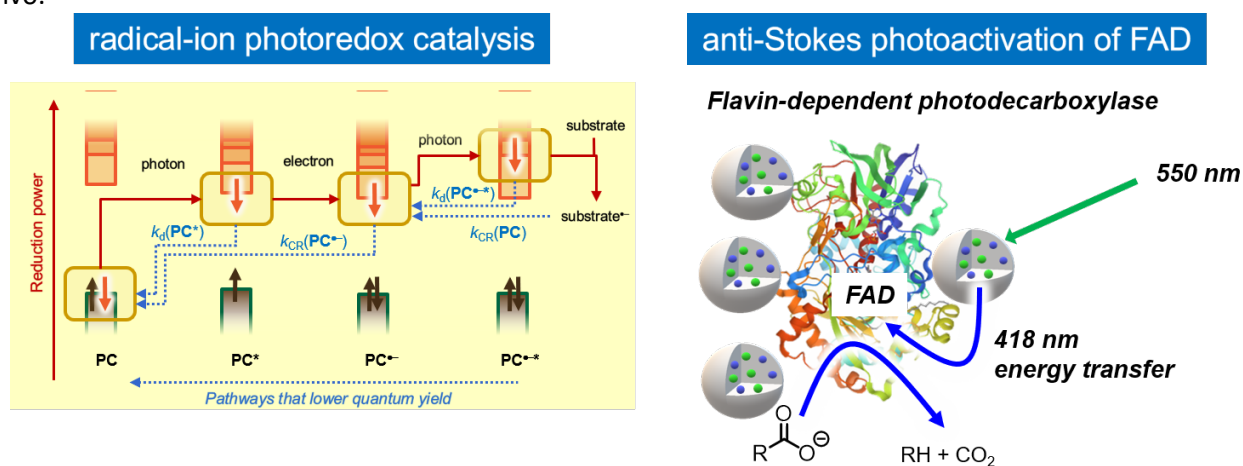 radical-ion photoredox catalysis
Reduction power
photon
electron
photon
substrate
substrate•–
kd(PC*)
kCR(PC•–)
kd(PC•–*)
kCR(PC)
PC
PC*
PC•–
PC•–*
Pathways that lower quantum yield
anti-Stokes photoactivation of FAD
Flavin-dependent photodecarboxylase
550 nm
FAD
418 nm
energy transfer
O
R
O
⊖
RH + CO₂